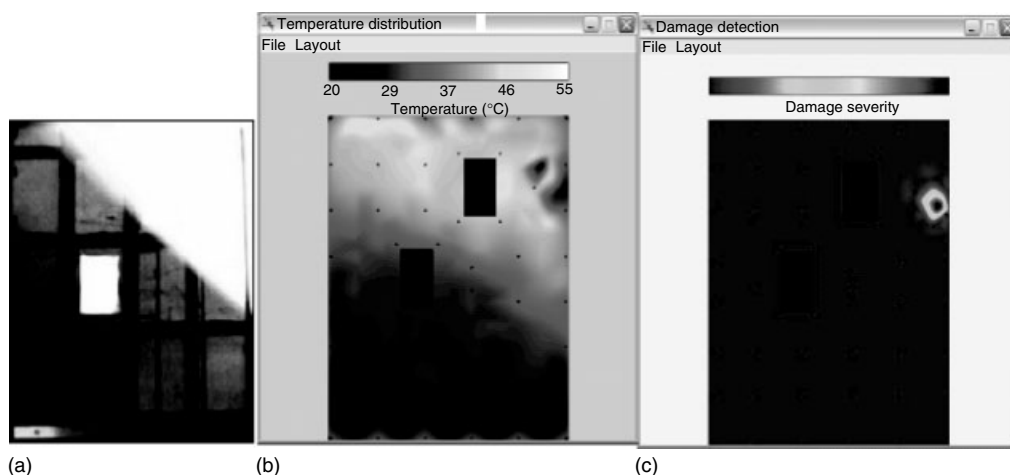 Temperature distribution
File Layout
20 29 37 46 55
Temperature (°C)
Damage detection
File Layout
Damage severity
(a)
(b)
(c)